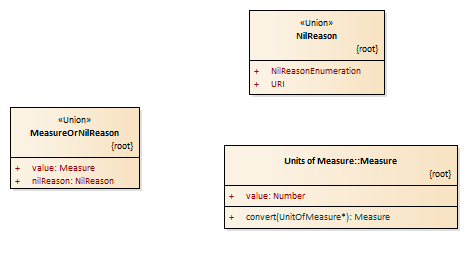 «Union»
NilReason
{root}
+ NilReasonEnumeration
+ URI
«Union»
MeasureOrNilReason
{root}
+ value: Measure
+ nilReason: NilReason
Units of Measure::Measure
{root}
+ value: Number
+ convert(UnitOfMeasure*): Measure